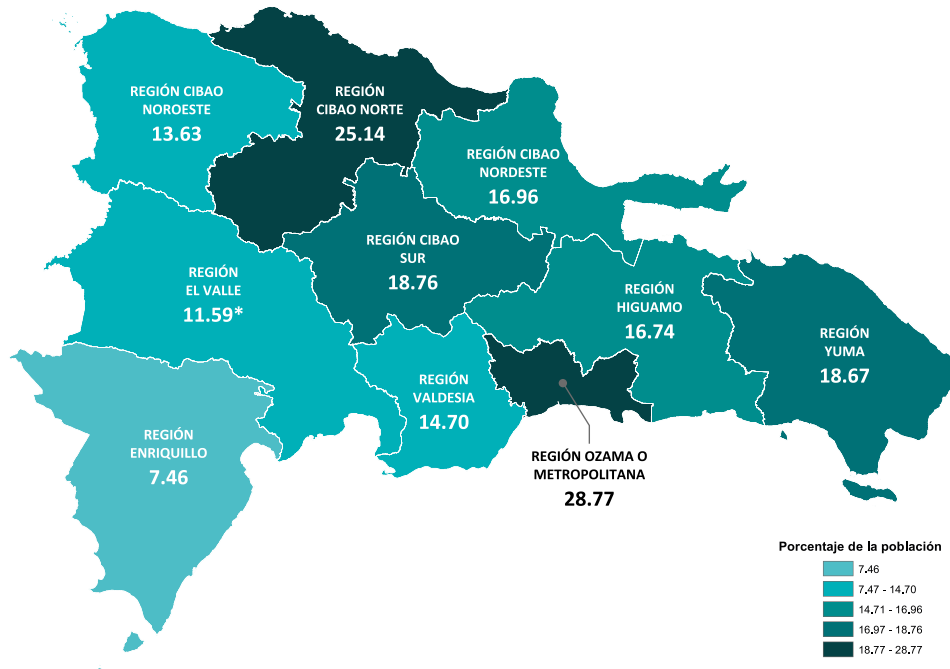 REGIÓN CIBAO
NOROESTE
13.63
REGIÓN
CIBAO NORTE
25.14
REGIÓN CIBAO
NORDESTE
16.96
REGIÓN CIBAO
SUR
18.76
REGIÓN
EL VALLE
11.59*
REGIÓN
HIGUAMO
16.74
REGIÓN
YUMA
18.67
REGIÓN
VALDESIA
14.70
REGIÓN
ENRIQUILLO
7.46
REGIÓN OZAMA O
METROPOLITANA
28.77
Porcentaje de la población
7.46
7.47 - 14.70
14.71 - 16.96
16.97 - 18.76
18.77 - 28.77